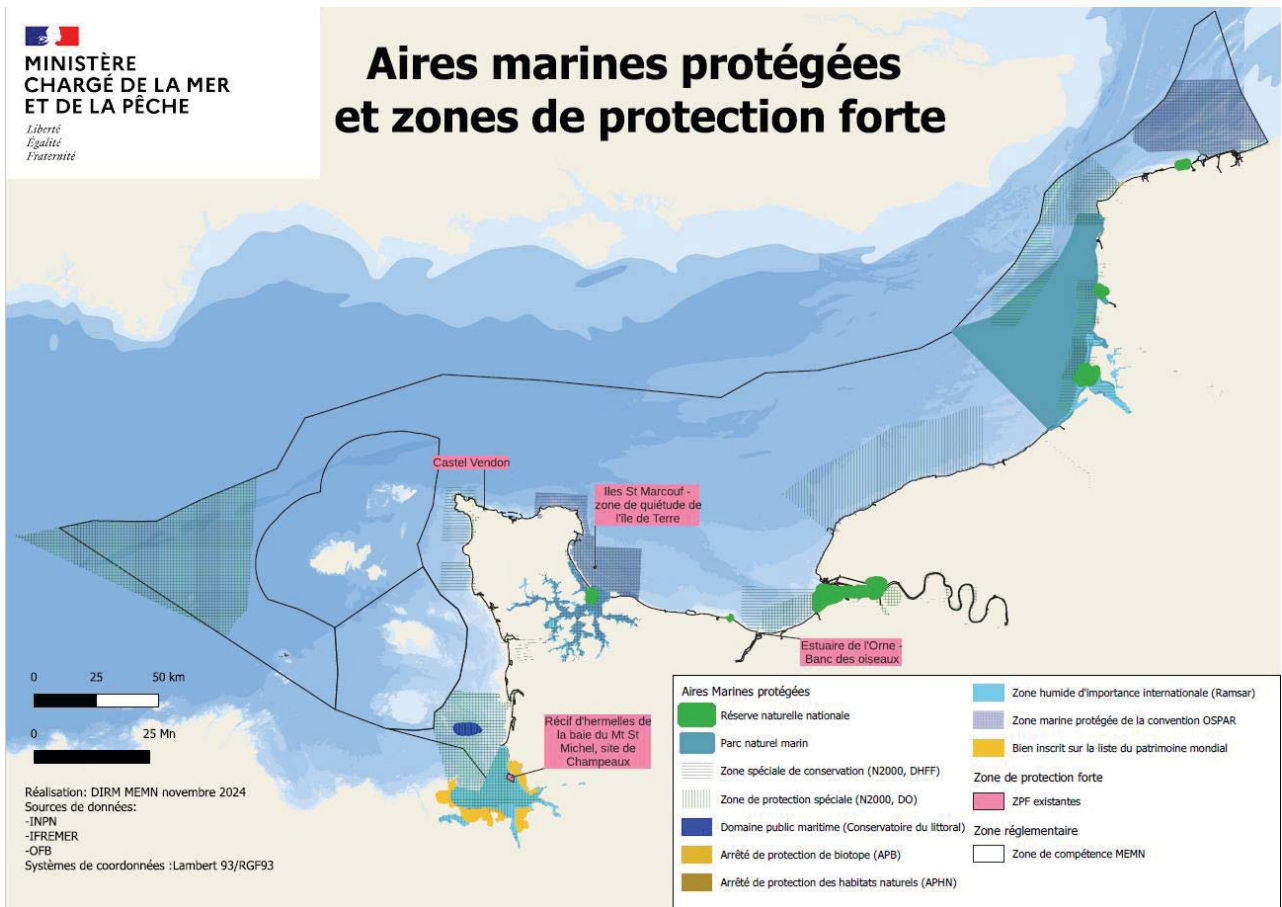 MINISTÈRE
CHARGÉ DE LA MER
ET DE LA PÊCHE
Liberté
Égalité
Fraternité
Aires marines protégées
et zones de protection forte
Castel Vendon
Iles St Marcouf -
zone de quiétude de
l'île de Terre
Estuaire de l'Orne -
Banc des oiseaux
Récif d'hermelles de
la baie du Mt St
Michel, site de
Champeaux
0 25 50 km
0 25 Mn
Réalisation: DIRM MEMN novembre 2024
Sources de données:
-INPN
-IFREMER
-OFB
Systèmes de coordonnées :Lambert 93/RGF93
Aires Marines protégées
Réserve naturelle nationale
Parc naturel marin
Zone spéciale de conservation (N2000, DHFF)
Zone de protection spéciale (N2000, DO)
Domaine public maritime (Conservatoire du littoral)
Arrêté de protection de biotope (APB)
Arrêté de protection des habitats naturels (APHN)
Zone humide d'importance internationale (Ramsar)
Zone marine protégée de la convention OSPAR
Bien inscrit sur la liste du patrimoine mondial
Zone de protection forte
ZPF existantes
Zone réglementaire
Zone de compétence MEMN